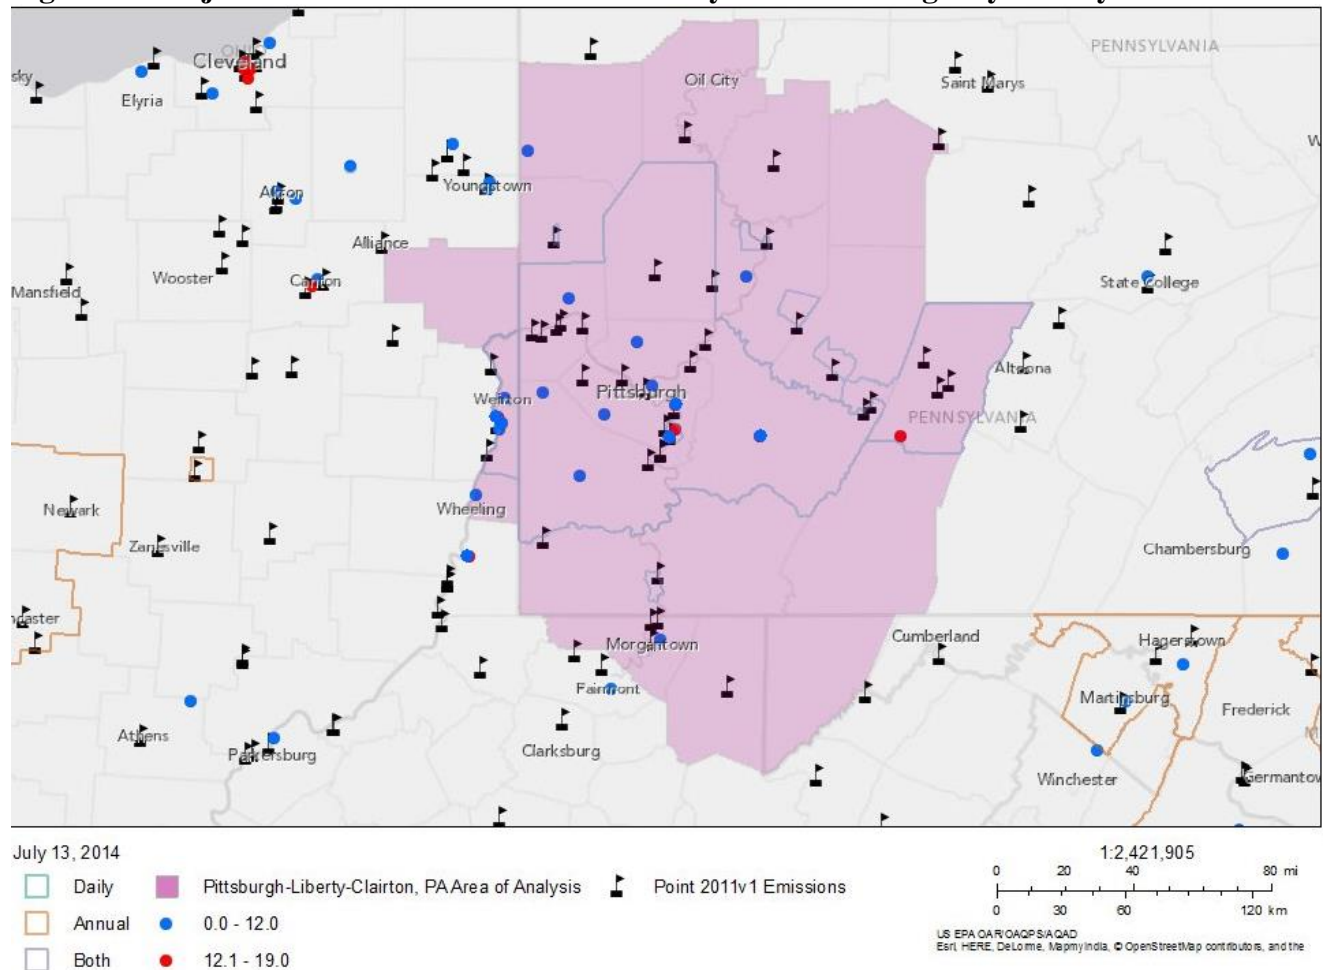 PENNSYLVANIA
OHIO
Cleveland
sky
Elyria
Oil City
Saint Marys
W
Akron
Youngstown
Alliance
Wooster
Canton
Mansfield
State College
Altoona
Weirton
Pittsburgh
PENNSYLVANIA
Newark
Wheeling
Zanesville
Chambersburg
ncaster
Morgantown
Cumberland
Hagerstown
Fairmont
Martinsburg
Frederick
M
Athens
Parkersburg
Clarksburg
Winchester
Germantow
July 13, 2014
1:2,421,905
Daily
Pittsburgh-Liberty-Clairton, PA Area of Analysis
Point 2011v1 Emissions
0 20 40 80 mi
Annual
0.0 - 12.0
0 30 60 120 km
Both
12.1 - 19.0
US EPA OAR/OAQPS/AQAD
Esri, HERE, DeLorme, MapmyIndia, © OpenStreetMap contributors, and the